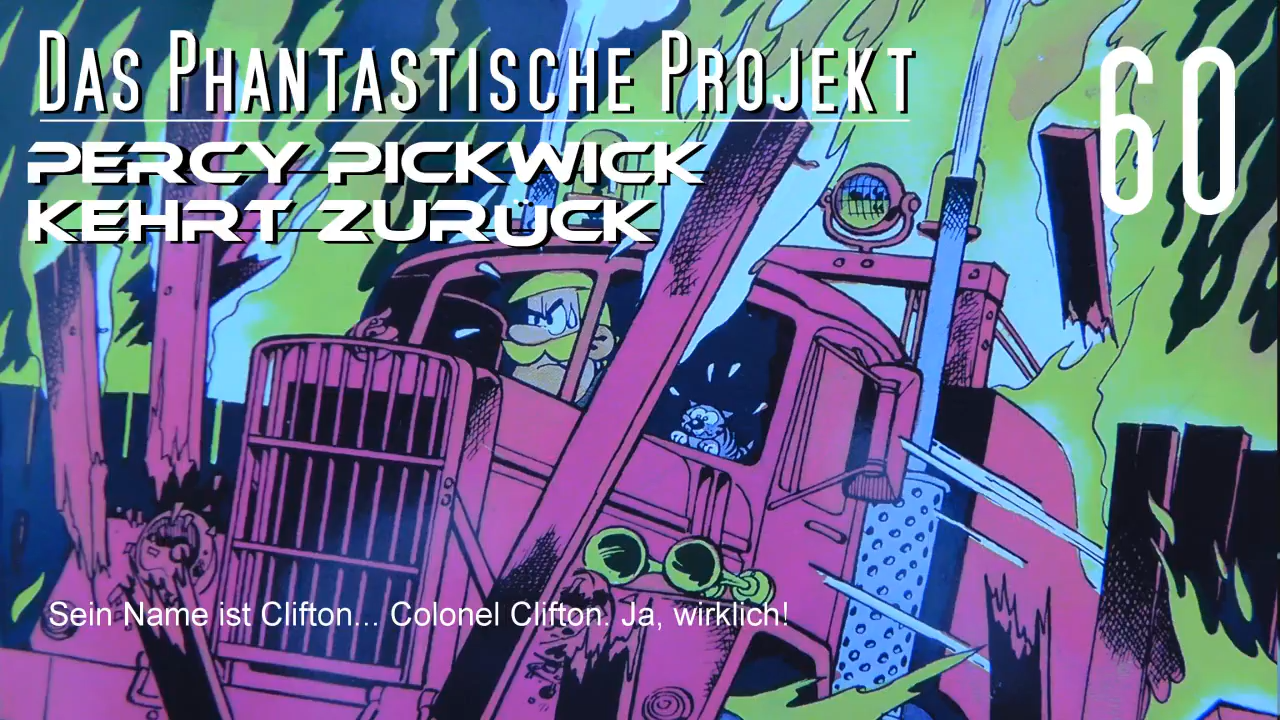 Das Phantastische Projekt
60
Percy Pickwick
kehrt zurück
Sein Name ist Clifton... Colonel Clifton. Ja, wirklich!